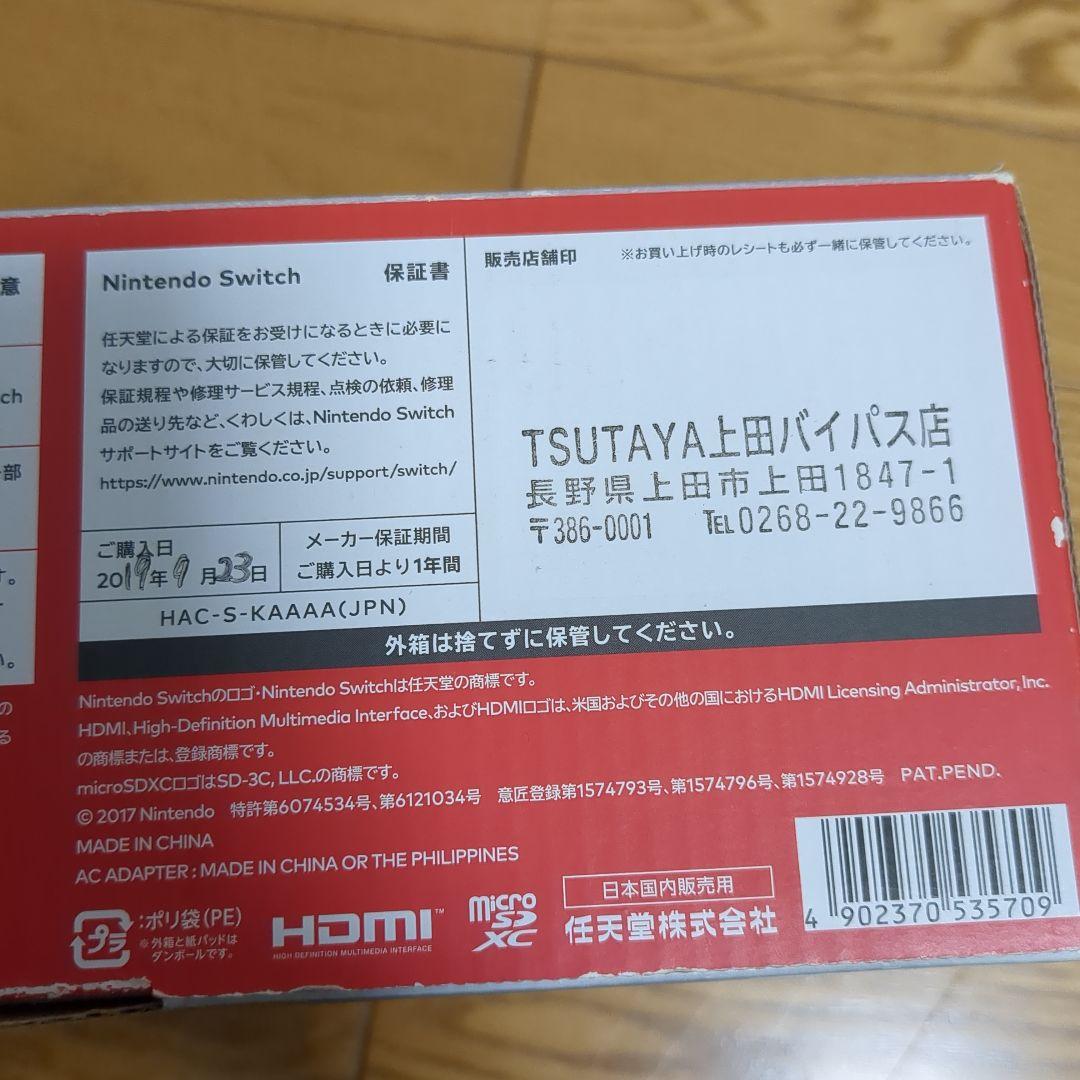 意
ch
部
す。
い。
の
る
Nintendo Switch 保証書
任天堂による保証をお受けになるときに必要に
なりますので、大切に保管してください。
保証規程や修理サービス規程、点検の依頼、修理
品の送り先など、くわしくは、Nintendo Switch
サポートサイトをご覧ください。
https://www.nintendo.co.jp/support/switch/
ご購入日
2019年9月23日
メーカー保証期間
ご購入日より1年間
HAC-S-KAAAA(JPN)
販売店舗印 ※お買い上げ時のレシートも必ず一緒に保管してください。
TSUTAYA上田バイパス店
長野県上田市上田1847-1
〒386-0001 TEL0268-22-9866
外箱は捨てずに保管してください。
Nintendo Switchのロゴ・Nintendo Switchは任天堂の商標です。
HDMI、High-Definition Multimedia Interface、およびHDMIロゴは、米国およびその他の国におけるHDMI Licensing Administrator, Inc.
の商標または、登録商標です。
microSDXCロゴはSD-3C, LLC.の商標です。
© 2017 Nintendo 特許第6074534号、第6121034号 意匠登録第1574793号、第1574796号、第1574928号 PAT.PEND.
MADE IN CHINA
AC ADAPTER : MADE IN CHINA OR THE PHILIPPINES
プラ
:ポリ袋(PE)
※外箱と紙パッドは
ダンボールです。
HDMI™
HIGH DEFINITION MULTIMEDIA INTERFACE
micro
SD
XC
日本国内販売用
任天堂株式会社
4 902370 535709